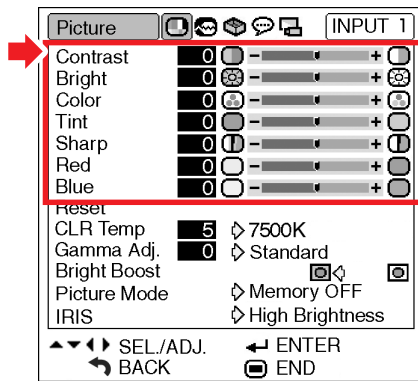 Picture INPUT 1
Contrast 0 - +
Bright 0 - +
Color 0 - +
Tint 0 - +
Sharp 0 - +
Red 0 - +
Blue 0 - +
Reset
CLR Temp 5 7500K
Gamma Adj. 0 Standard
Bright Boost
Picture Mode Memory OFF
IRIS High Brightness
SEL./ADJ. ENTER
BACK END